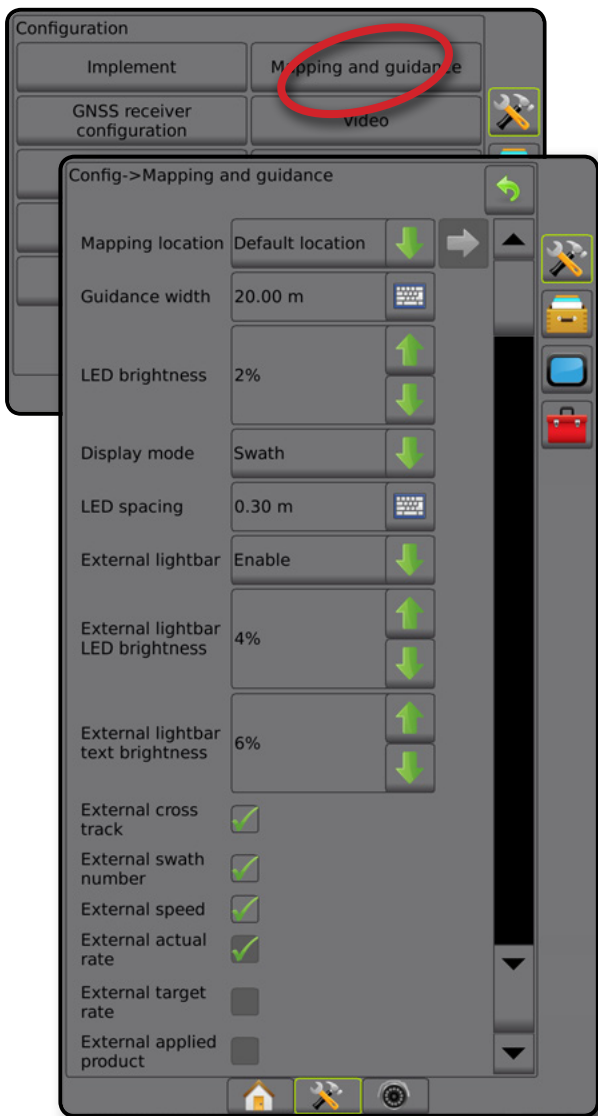 Configuration
Implement
Mapping and guidance
GNSS receiver
configuration
Video
Config->Mapping and guidance
Mapping location
Default location
Guidance width
20.00 m
LED brightness
2%
Display mode
Swath
LED spacing
0.30 m
External lightbar
Enable
External lightbar
LED brightness
4%
External lightbar
text brightness
6%
External cross
track
External swath
number
External speed
External actual
rate
External target
rate
External applied
product